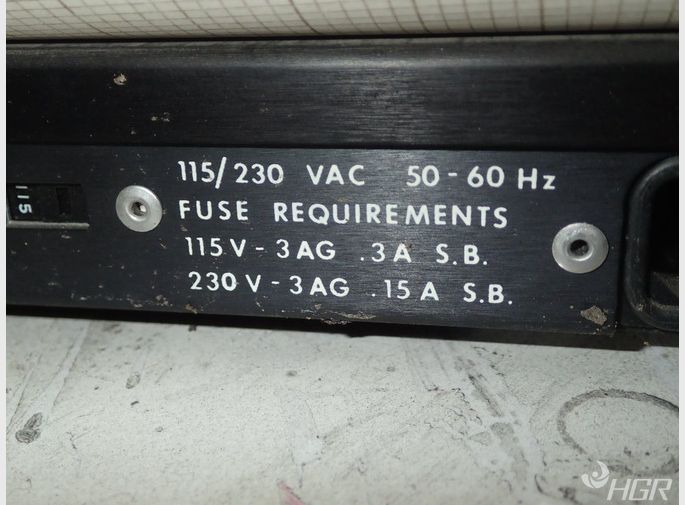 115/230 VAC 50-60 Hz
FUSE REQUIREMENTS
115V-3AG .3A S.B.
230V-3AG .15A S.B.
115
HGR